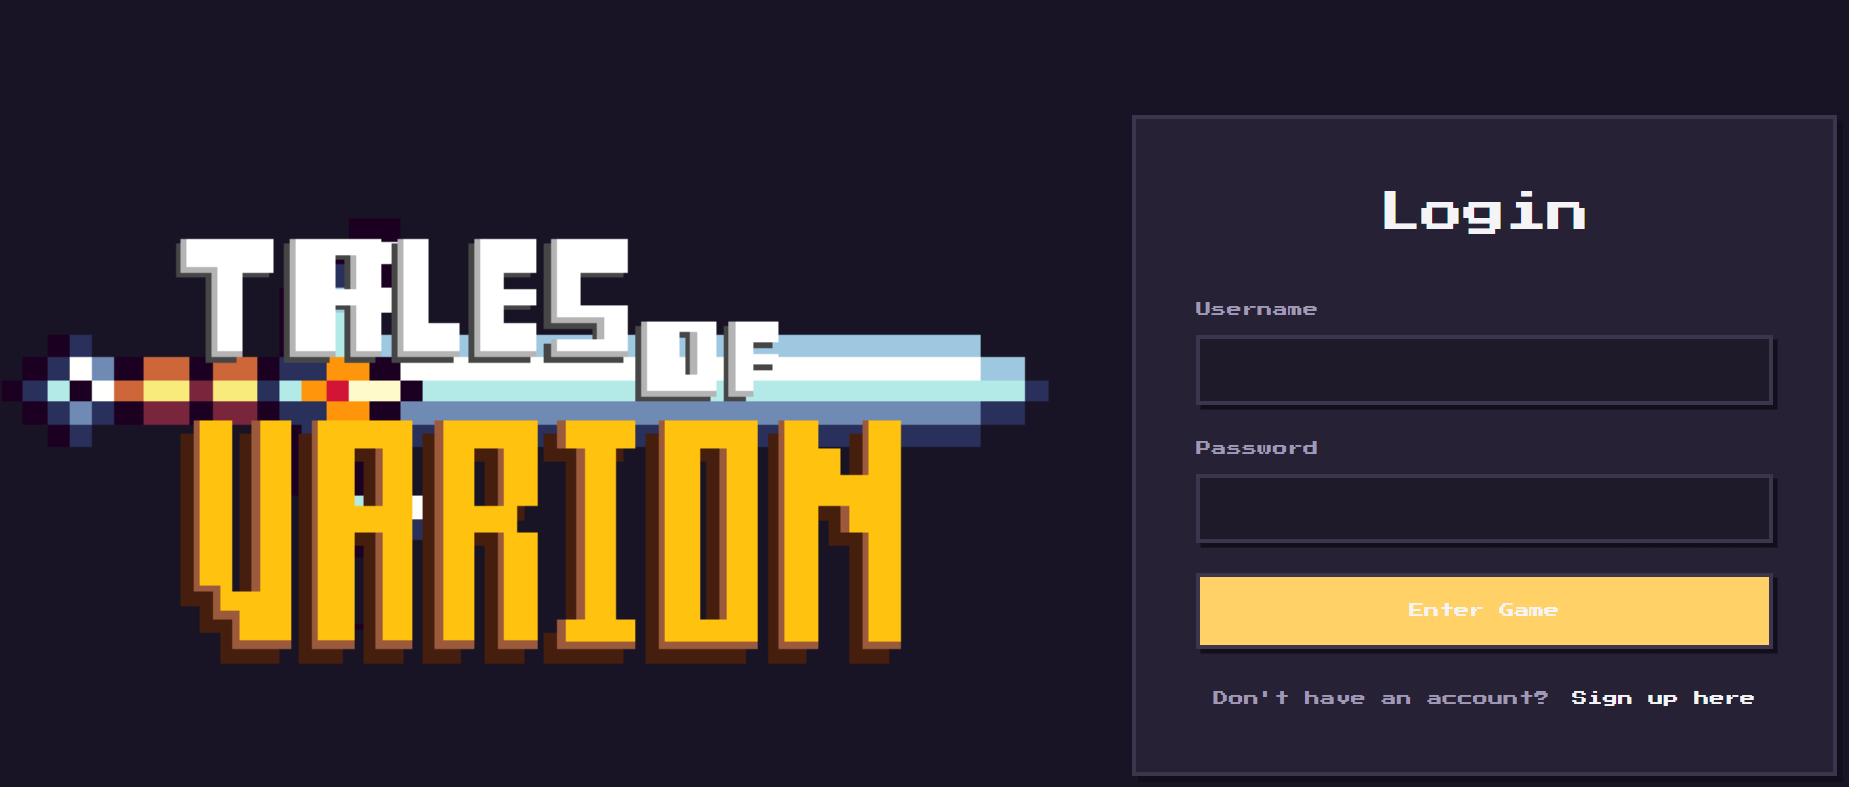 TALES OF
VARION
Login
Username
Password
Enter Game
Don't have an account? Sign up here